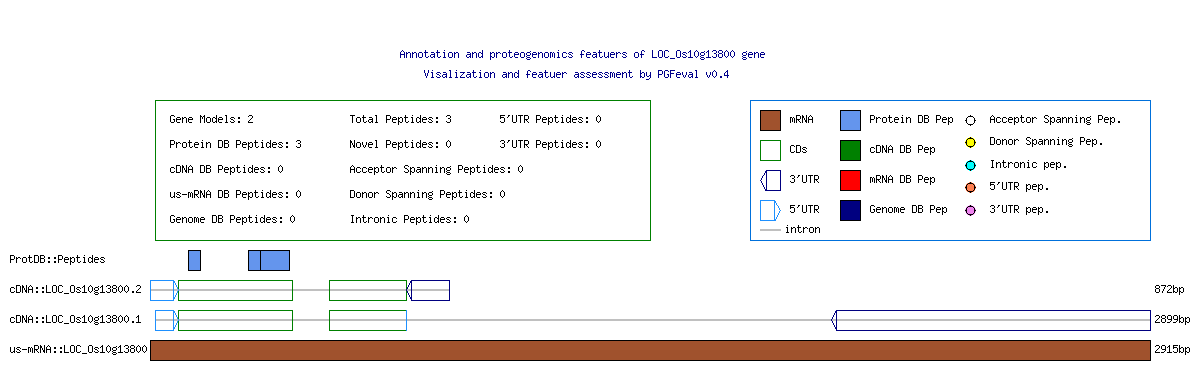 Annotation and proteogenomics featuers of LOC_Os10g13800 gene
Visalization and featuer assessment by PGFeval v0.4
Gene Models: 2 Total Peptides: 3 5'UTR Peptides: 0
Protein DB Peptides: 3 Novel Peptides: 0 3'UTR Peptides: 0
cDNA DB Peptides: 0 Acceptor Spanning Peptides: 0
us-mRNA DB Peptides: 0 Donor Spanning Peptides: 0
Genome DB Peptides: 0 Intronic Peptides: 0
mRNA Protein DB Pep Acceptor Spanning Pep.
CDs cDNA DB Pep Donor Spanning Pep.
3'UTR mRNA DB Pep Intronic pep.
5'UTR Genome DB Pep 5'UTR pep.
intron 3'UTR pep.
ProtDB::Peptides
cDNA::LOC_Os10g13800.2 872bp
cDNA::LOC_Os10g13800.1 2899bp
us-mRNA::LOC_Os10g13800 2915bp